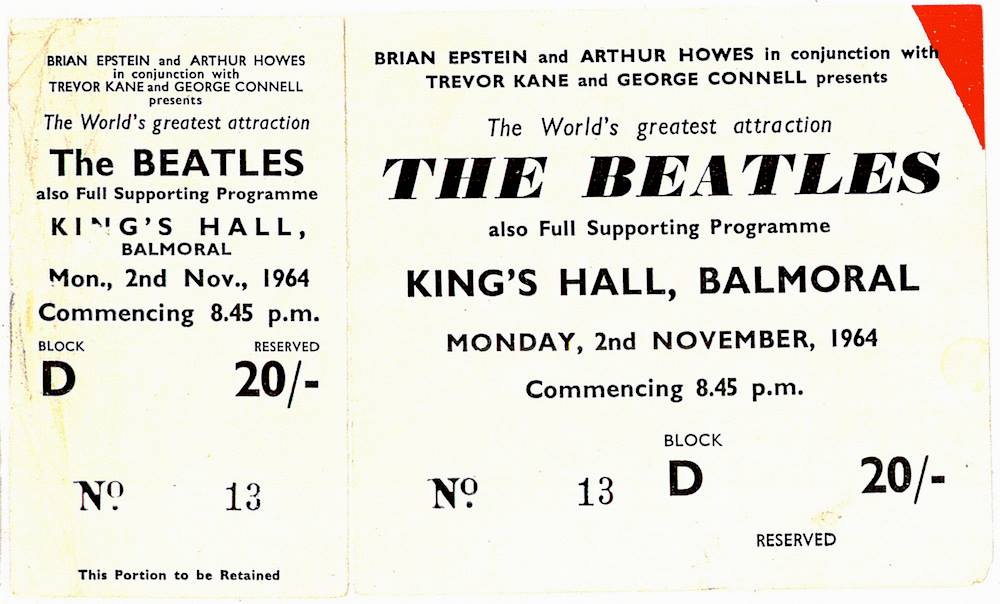 BRIAN EPSTEIN and ARTHUR HOWES
in conjunction with
TREVOR KANE and GEORGE CONNELL
presents
The World's greatest attraction
The BEATLES
also Full Supporting Programme
KING'S HALL,
BALMORAL
Mon., 2nd Nov., 1964
Commencing 8.45 p.m.
BLOCK RESERVED
D 20/-
Nº 13
This Portion to be Retained
BRIAN EPSTEIN and ARTHUR HOWES in conjunction with
TREVOR KANE and GEORGE CONNELL presents
The World's greatest attraction
THE BEATLES
also Full Supporting Programme
KING'S HALL, BALMORAL
MONDAY, 2nd NOVEMBER, 1964
Commencing 8.45 p.m.
BLOCK
Nº 13 D 20/-
RESERVED